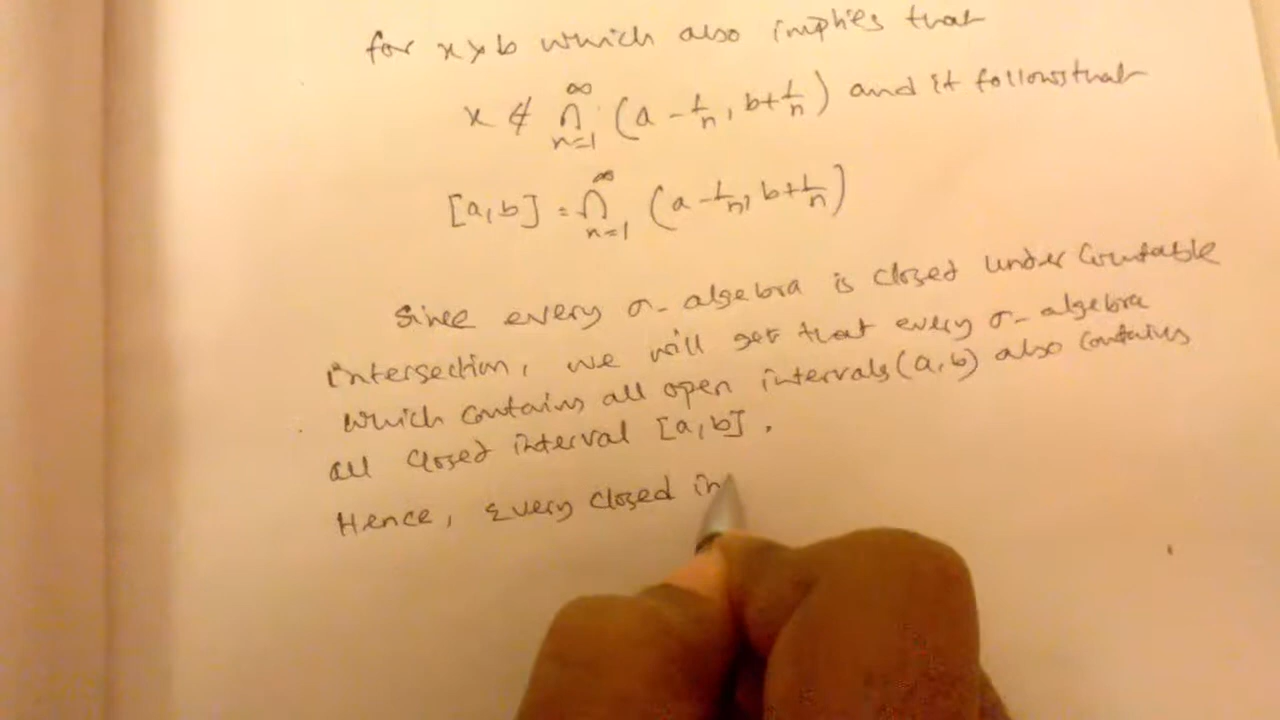 for x > b which also implies that
x ∉ ∩_{n=1}^{∞} (a - 1/n, b + 1/n) and it follows that
[a, b] = ∩_{n=1}^{∞} (a - 1/n, b + 1/n)
Since every σ- algebra is closed under Countable
intersection, we will get that every σ- algebra
which contains all open intervals (a, b) also contains
all closed interval [a, b].
Hence, Every closed in